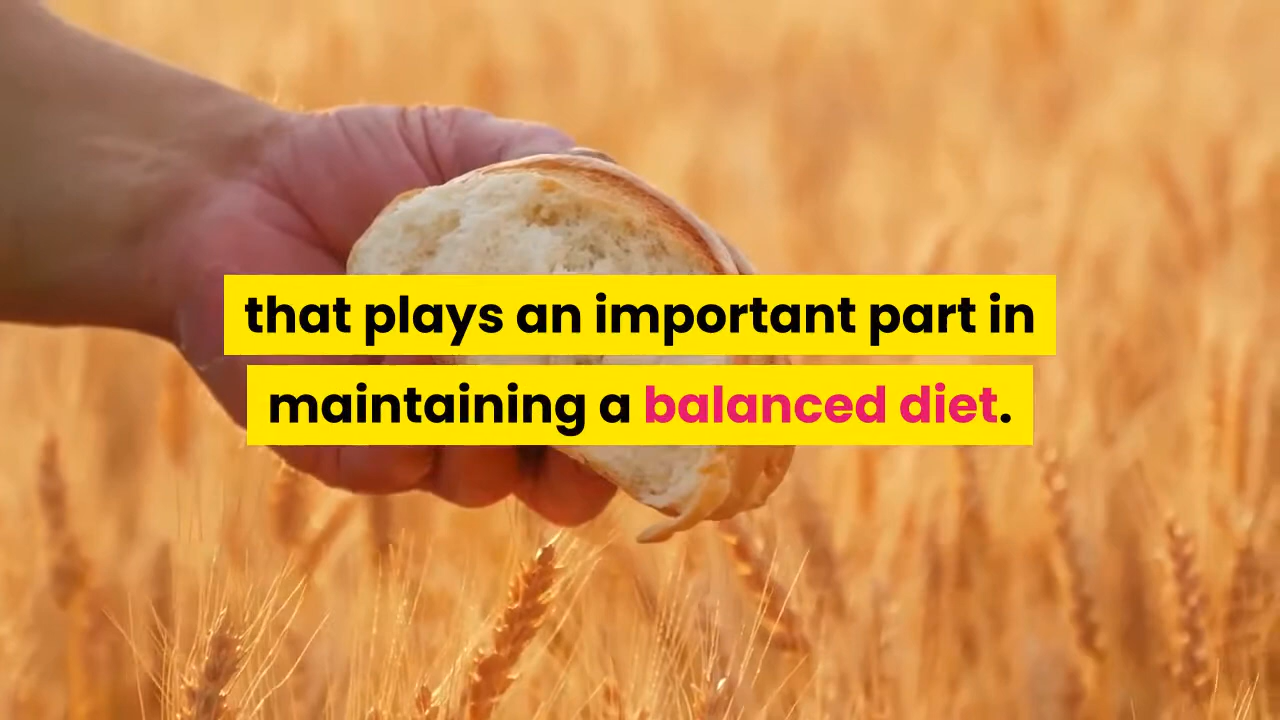 that plays an important part in
maintaining a balanced diet.